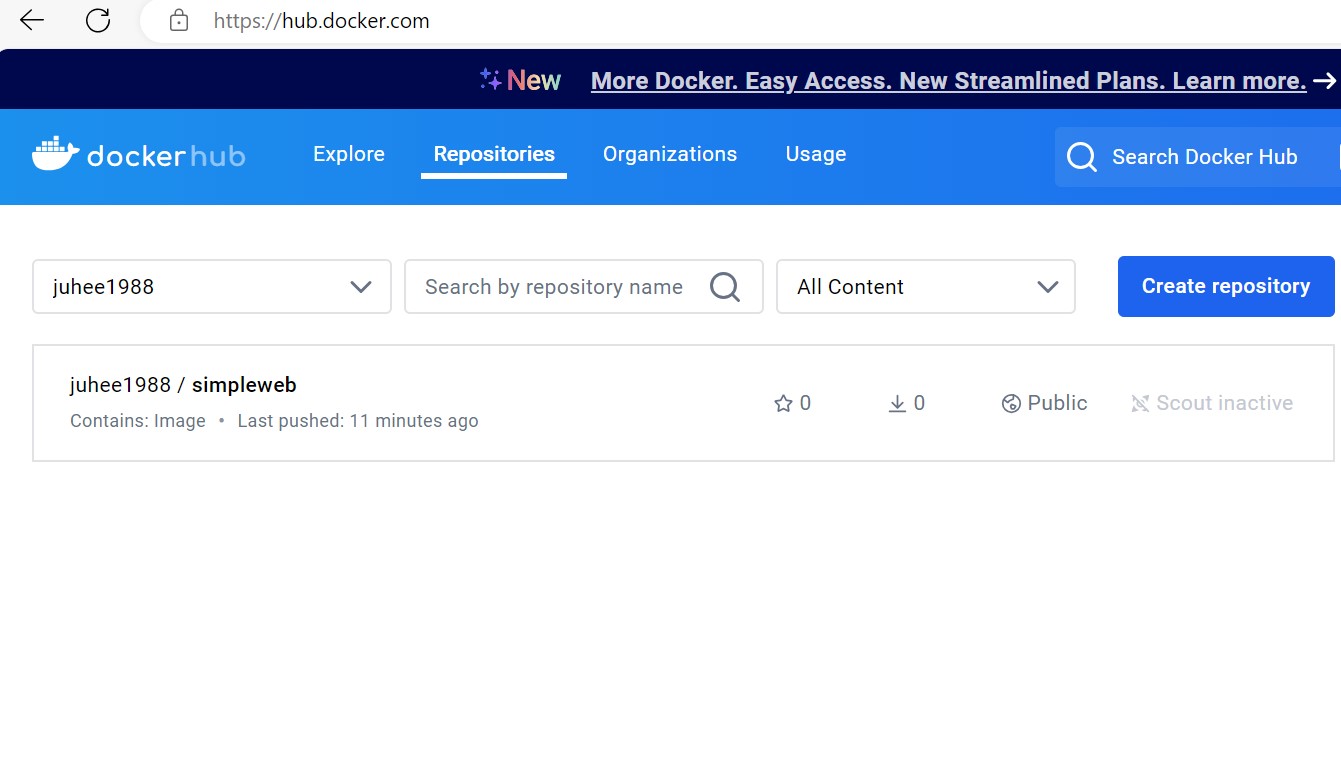 https://hub.docker.com
New More Docker. Easy Access. New Streamlined Plans. Learn more.
dockerhub Explore Repositories Organizations Usage Search Docker Hub
juhee1988 Search by repository name All Content Create repository
juhee1988 / simpleweb
0 0 Public Scout inactive
Contains: Image • Last pushed: 11 minutes ago